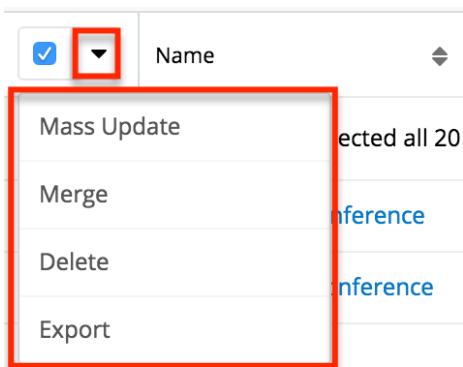 Name
Mass Update
ected all 20
Merge
nference
Delete
nference
Export